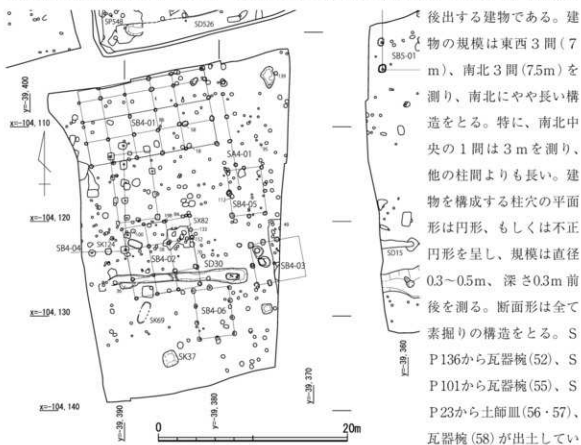 後出する建物である。建
物の規模は東西３間(７
m)、南北３間(7.5m)を
測り、南北にやや長い構
造をとる。特に、南北中
央の１間は３mを測り、
他の柱間よりも長い。建
物を構成する柱穴の平面
形は円形、もしくは不正
円形を呈し、規模は直径
0.3~0.5m、深さ0.3m前
後を測る。断面形は全て
素掘りの構造をとる。S
P136から瓦器椀(52)、S
P101から瓦器椀(55)、S
P23から土師皿(56・57)、
瓦器椀(58)が出土してい
SP548
SD526
y=-39,400
x=-104,110
SB4-01
SA4-01
SB4-05
x=-104,120
SK82
SK124
SB4-04
SB4-02
SD30
SB4-03
SB4-06
x=-104,130
SK69
SK37
x=-104,140
y=-39,390
y=-39,380
y=-39,370
0
20m
SB5-01
SD15
y=-39,360